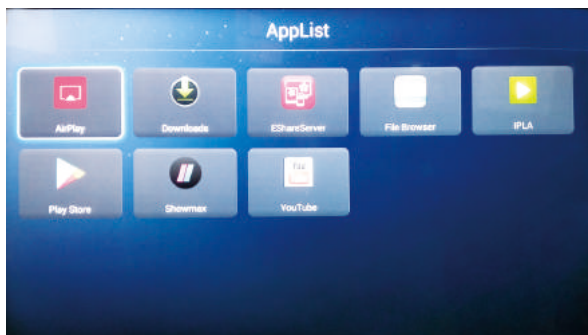 AppList
AirPlay
Downloads
EShareServer
File Browser
IPLA
Play Store
Showmax
YouTube